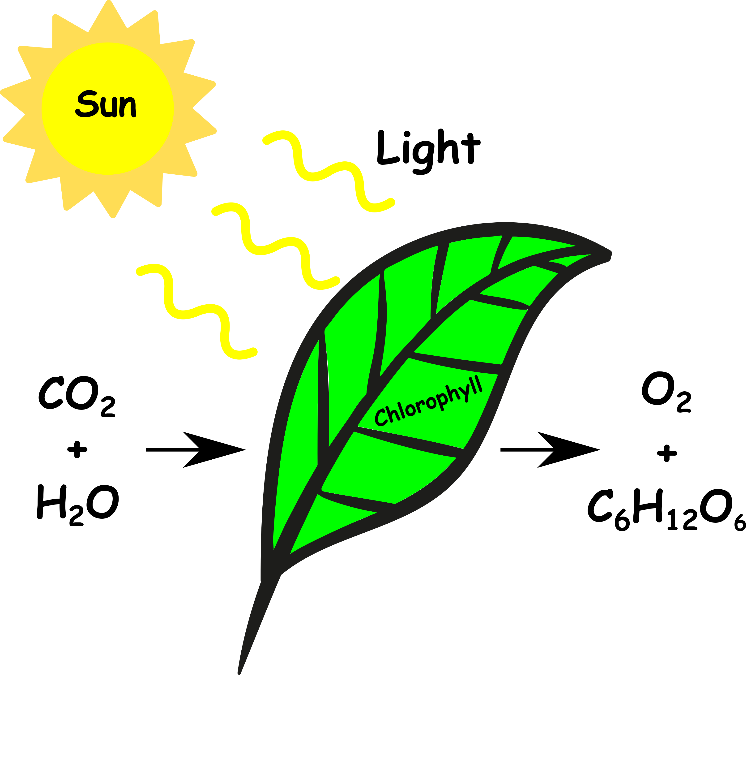 Sun
Light
CO₂
+
H₂O
Chlorophyll
O₂
+
C₆H₁₂O₆